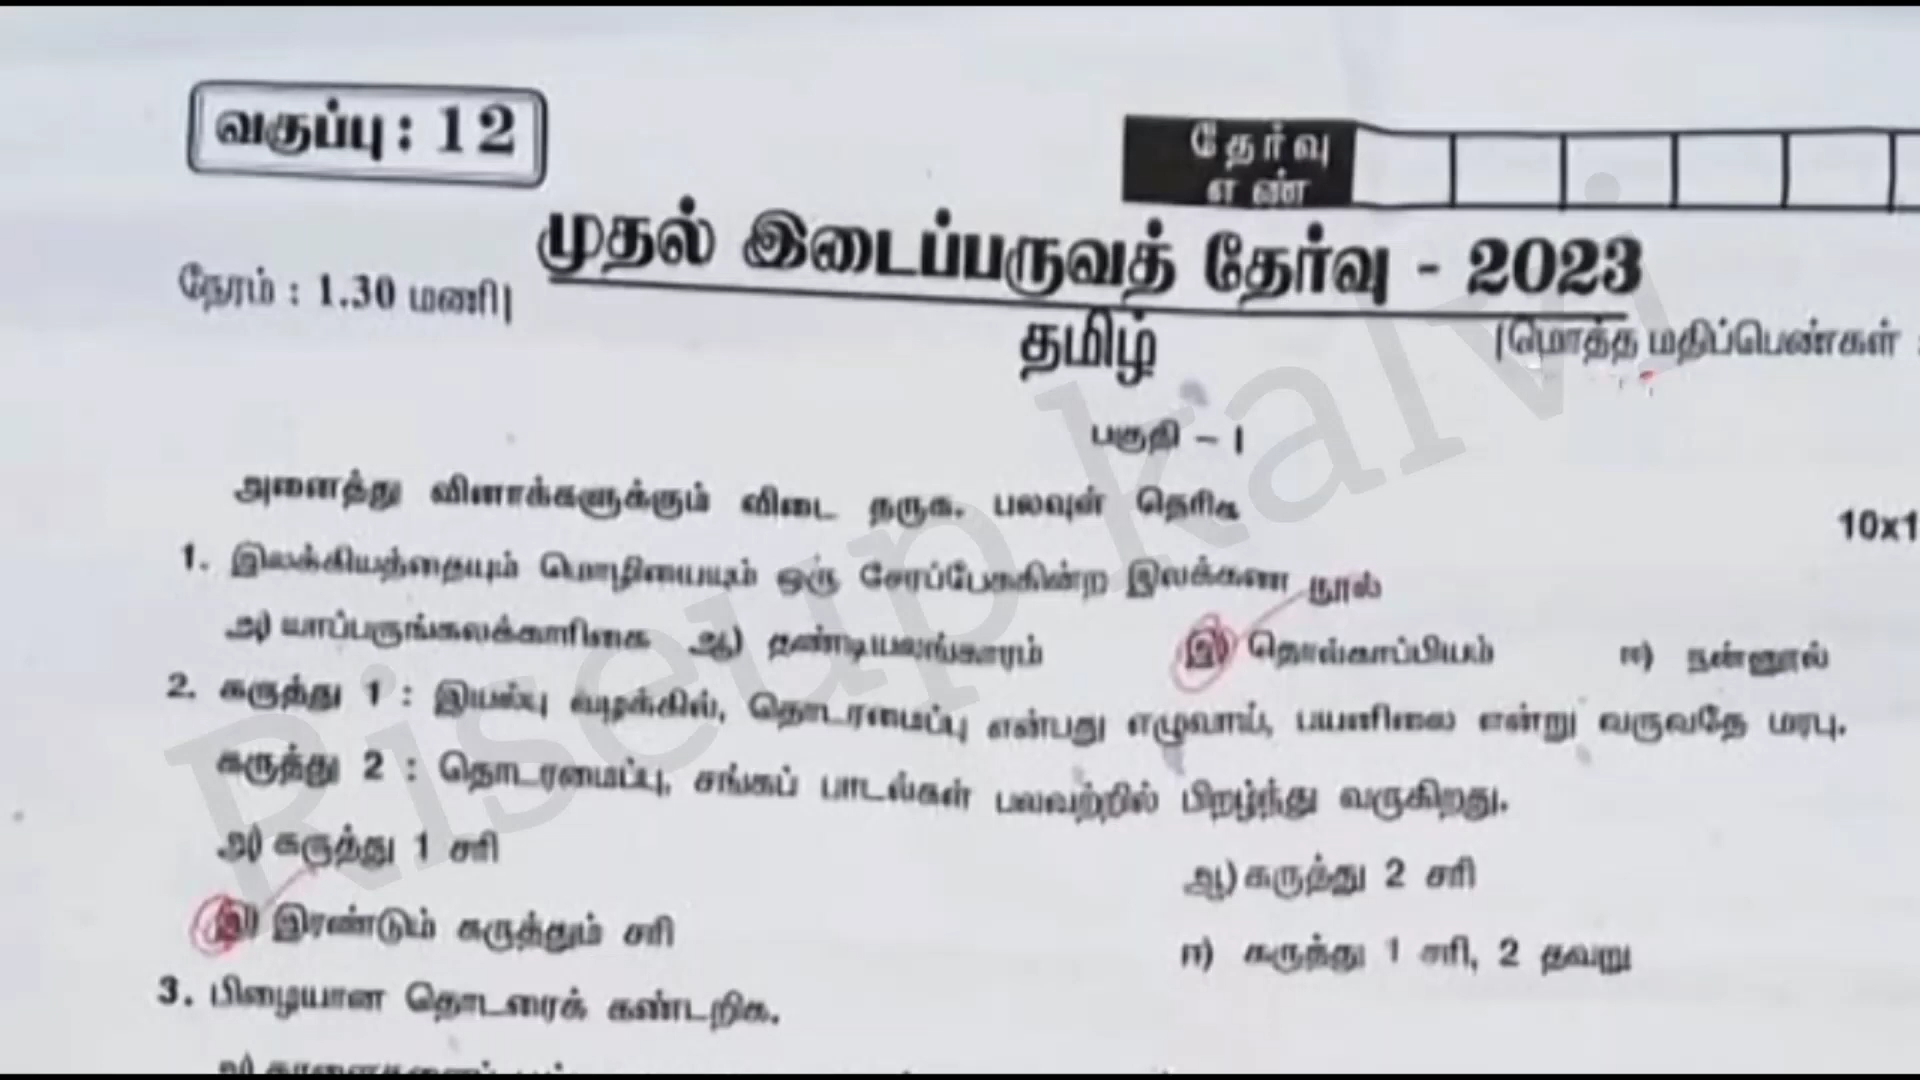 வகுப்பு : 12
தேர்வு
எண்
முதல் இடைப்பருவத் தேர்வு - 2023
நேரம் : 1.30 மணி]
தமிழ்
[மொத்த மதிப்பெண்கள் :
பகுதி - I
அனைத்து வினாக்களுக்கும் விடை தருக. பலவுள் தெரிக
10x1
1. இலக்கியத்தையும் மொழியையும் ஒரு சேரப்பேசுகின்ற இலக்கண நூல்
அ) யாப்பருங்கலக்காரிகை ஆ) தண்டியலங்காரம் இ) தொல்காப்பியம் ஈ) நன்னூல்
2. கருத்து 1 : இயல்பு வழக்கில், தொடரமைப்பு என்பது எழுவாய், பயனிலை என்று வருவதே மரபு.
கருத்து 2 : தொடரமைப்பு, சங்கப் பாடல்கள் பலவற்றில் பிறழ்ந்து வருகிறது.
அ) கருத்து 1 சரி
ஆ) கருத்து 2 சரி
இ) இரண்டும் கருத்தும் சரி
ஈ) கருத்து 1 சரி, 2 தவறு
3. பிழையான தொடரைக் கண்டறிக.
Riseup kalvi